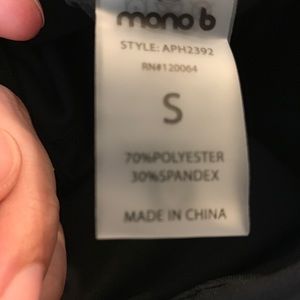 mono b
STYLE: APH2392
RN#120064
S
70%POLYESTER
30%SPANDEX
MADE IN CHINA